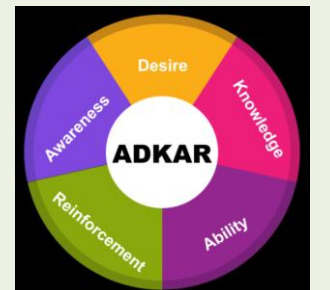 Desire
Knowledge
Ability
Reinforcement
Awareness
ADKAR